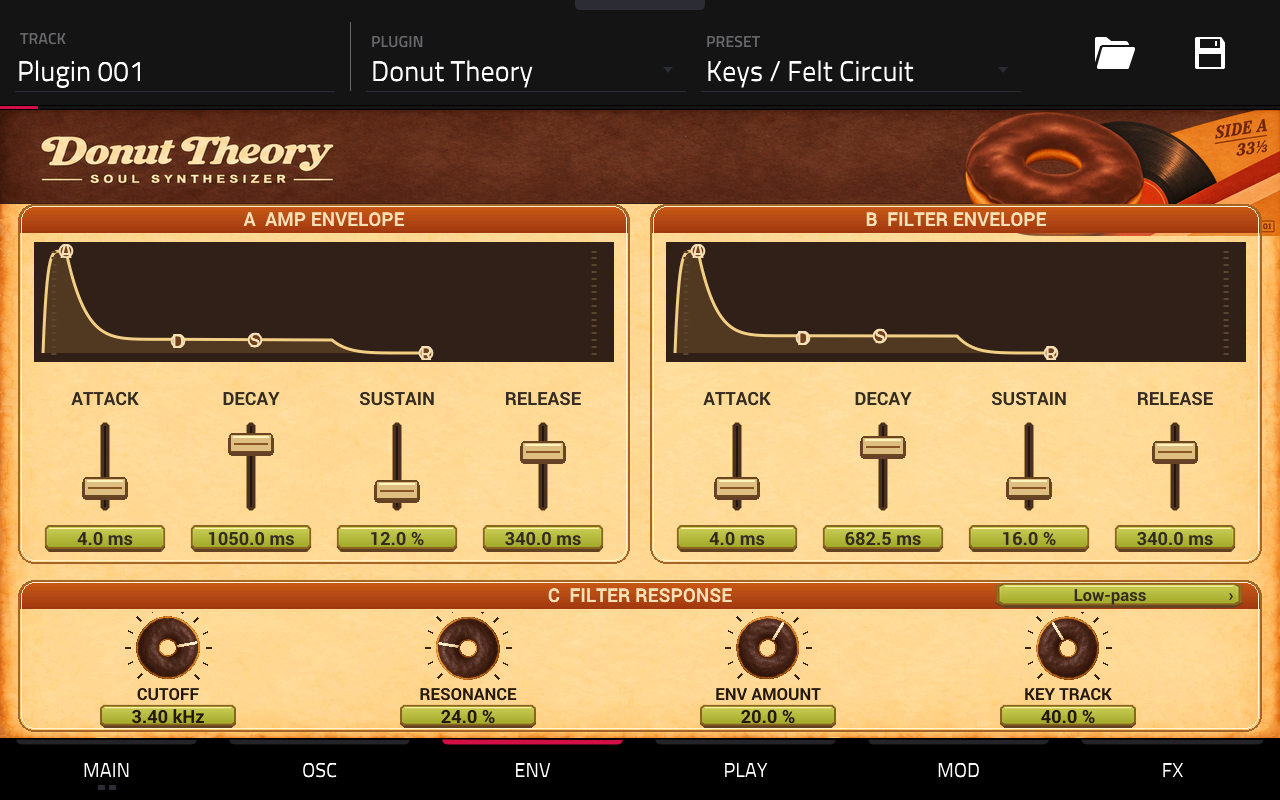 TRACK
Plugin 001
PLUGIN
Donut Theory
PRESET
Keys / Felt Circuit
Donut Theory
SOUL SYNTHESIZER
SIDE A
33⅓
01
A AMP ENVELOPE
A
D
S
R
ATTACK
DECAY
SUSTAIN
RELEASE
4.0 ms
1050.0 ms
12.0 %
340.0 ms
B FILTER ENVELOPE
A
D
S
R
ATTACK
DECAY
SUSTAIN
RELEASE
4.0 ms
682.5 ms
16.0 %
340.0 ms
C FILTER RESPONSE
Low-pass ›
CUTOFF
3.40 kHz
RESONANCE
24.0 %
ENV AMOUNT
20.0 %
KEY TRACK
40.0 %
MAIN
OSC
ENV
PLAY
MOD
FX